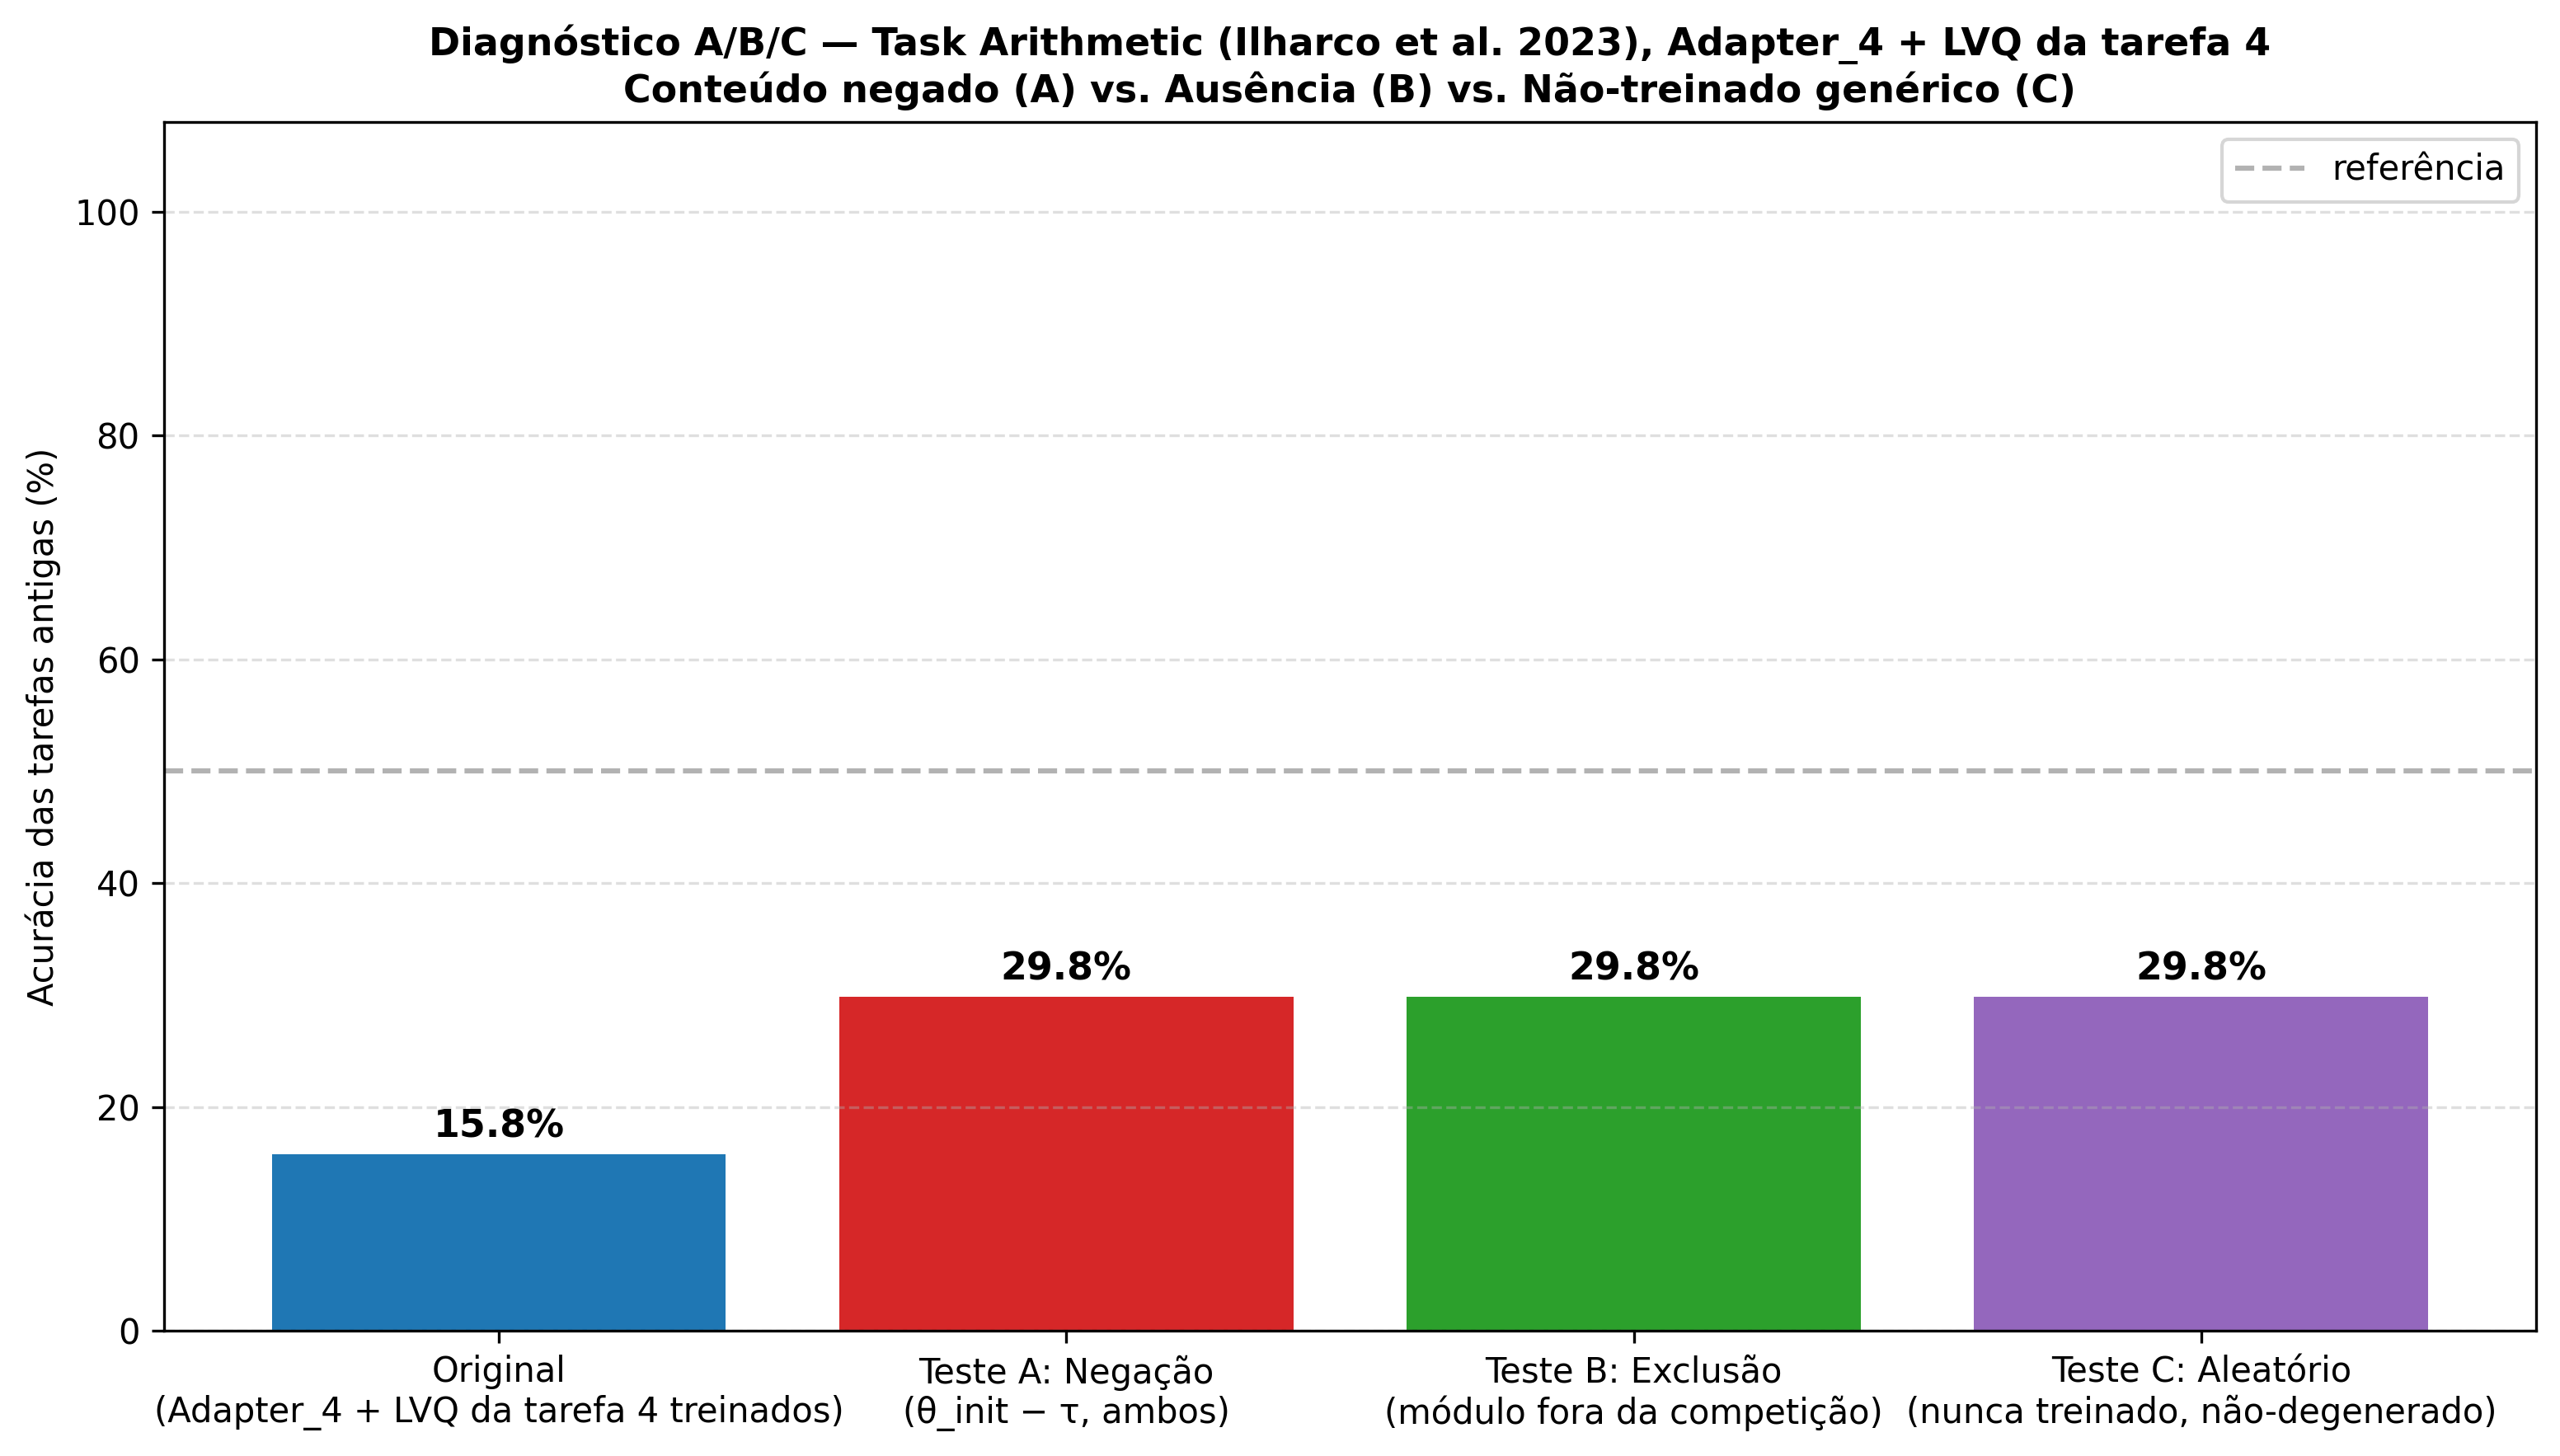 Diagnóstico A/B/C — Task Arithmetic (Ilharco et al. 2023), Adapter_4 + LVQ da tarefa 4
Conteúdo negado (A) vs. Ausência (B) vs. Não-treinado genérico (C)
referência
Acurácia das tarefas antigas (%)
100
80
60
40
20
0
15.8%
29.8%
29.8%
29.8%
Original
(Adapter_4 + LVQ da tarefa 4 treinados)
Teste A: Negação
(θ_init − τ, ambos)
Teste B: Exclusão
(módulo fora da competição)
Teste C: Aleatório
(nunca treinado, não-degenerado)